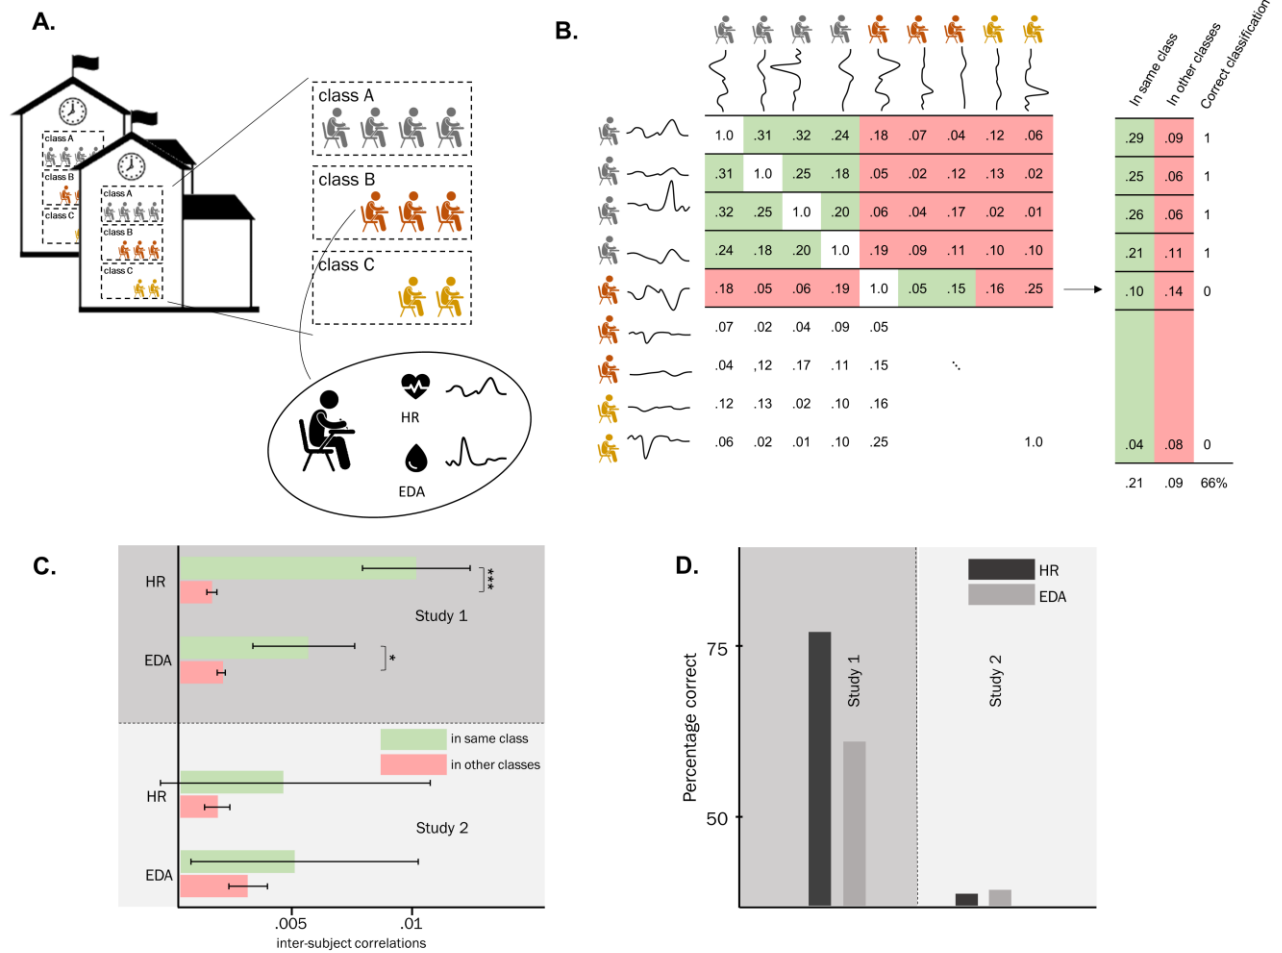 A.
class A
class B
class C
class A
class B
class C
class A
class B
class C
HR
EDA
B.
In same class
In other classes
Correct classification
1.0 .31 .32 .24 .18 .07 .04 .12 .06 .29 .09 1
.31 1.0 .25 .18 .05 .02 .12 .13 .02 .25 .06 1
.32 .25 1.0 .20 .06 .04 .17 .02 .01 .26 .06 1
.24 .18 .20 1.0 .19 .09 .11 .10 .10 .21 .11 1
.18 .05 .06 .19 1.0 .05 .15 .16 .25 .10 .14 0
.07 .02 .04 .09 .05
.04 ,12 .17 .11 .15
.12 .13 .02 .10 .16
.06 .02 .01 .10 .25 1.0 .04 .08 0
.21 .09 66%
C.
HR
***
Study 1
EDA
*
in same class
in other classes
HR
Study 2
EDA
.005 .01
inter-subject correlations
D.
HR
EDA
75
50
Percentage correct
Study 1
Study 2